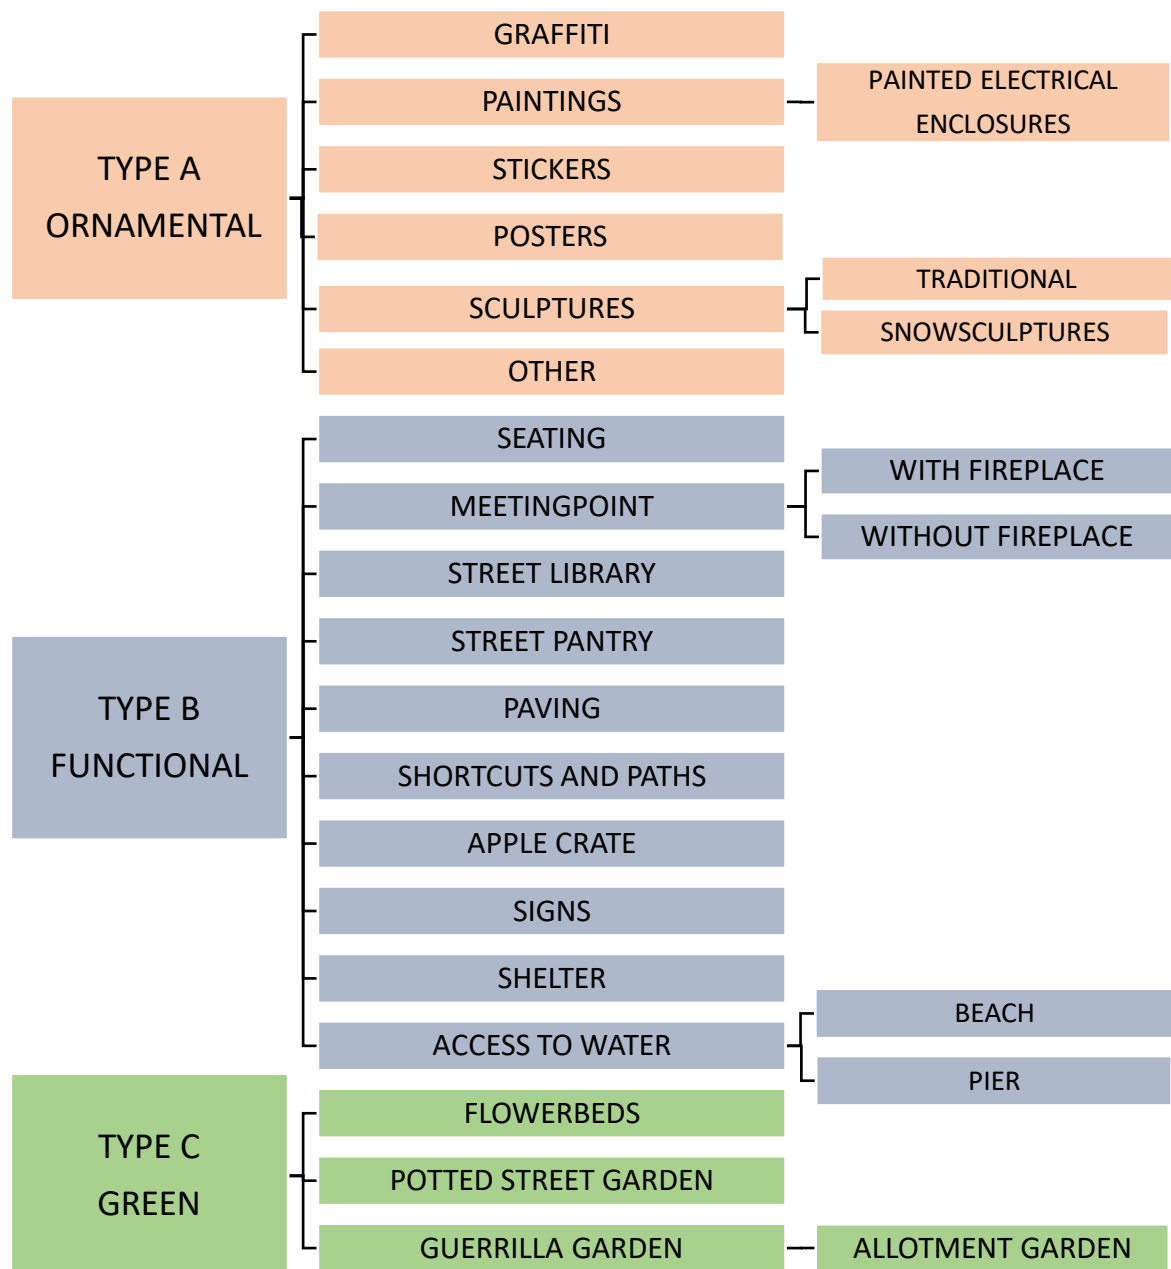 TYPE A
ORNAMENTAL
GRAFFITI
PAINTINGS
PAINTED ELECTRICAL
ENCLOSURES
STICKERS
POSTERS
SCULPTURES
TRADITIONAL
SNOWSCULPTURES
OTHER
TYPE B
FUNCTIONAL
SEATING
MEETINGPOINT
WITH FIREPLACE
WITHOUT FIREPLACE
STREET LIBRARY
STREET PANTRY
PAVING
SHORTCUTS AND PATHS
APPLE CRATE
SIGNS
SHELTER
ACCESS TO WATER
BEACH
PIER
TYPE C
GREEN
FLOWERBEDS
POTTED STREET GARDEN
GUERRILLA GARDEN
ALLOTMENT GARDEN